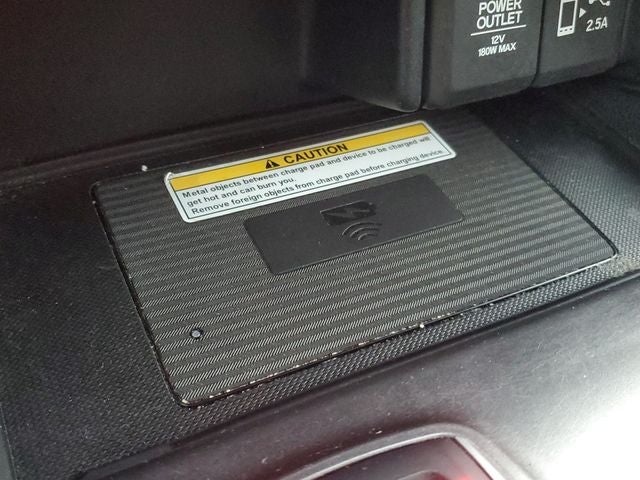 POWER
OUTLET
12V
180W MAX
2.5A
CAUTION
Metal objects between charge pad and device to be charged will
get hot and can burn you.
Remove foreign objects from charge pad before charging device.